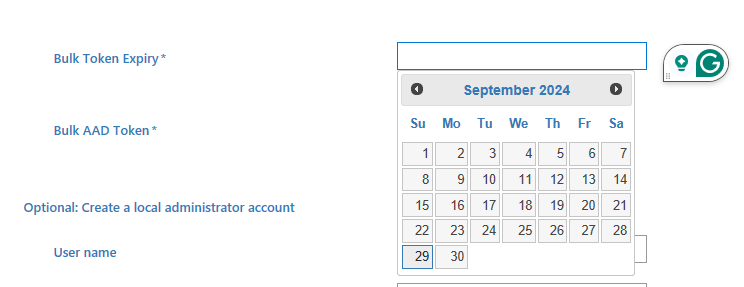 Bulk Token Expiry*
September 2024
Su Mo Tu We Th Fr Sa
1 2 3 4 5 6 7
8 9 10 11 12 13 14
15 16 17 18 19 20 21
22 23 24 25 26 27 28
29 30
Bulk AAD Token*
Optional: Create a local administrator account
User name